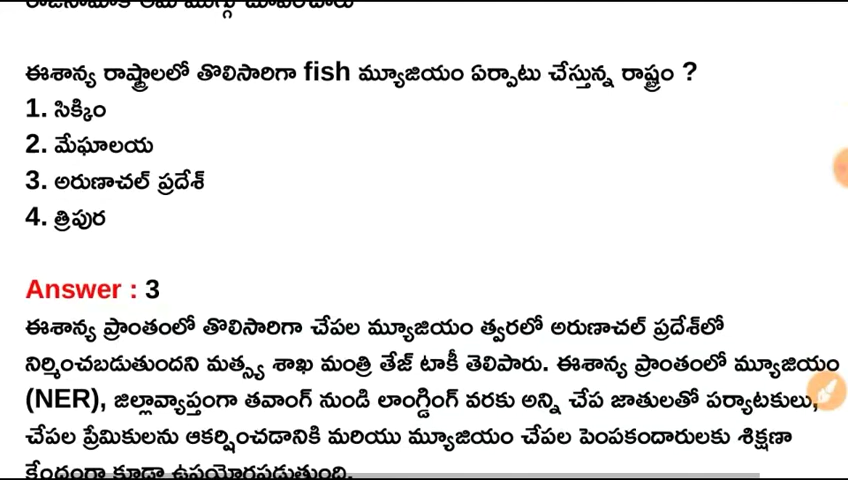 ఈశాన్య రాష్ట్రాలలో తొలిసారిగా fish మ్యూజియం ఏర్పాటు చేస్తున్న రాష్ట్రం ?
1. సిక్కిం
2. మేఘాలయ
3. అరుణాచల్ ప్రదేశ్
4. త్రిపుర
Answer : 3
ఈశాన్య ప్రాంతంలో తొలిసారిగా చేపల మ్యూజియం త్వరలో అరుణాచల్ ప్రదేశ్‌లో
నిర్మించబడుతుందని మత్స్య శాఖ మంత్రి తేజ్ టాకీ తెలిపారు. ఈశాన్య ప్రాంతంలో మ్యూజియం
(NER), జిల్లావ్యాప్తంగా తవాంగ్ నుండి లాంగ్డింగ్ వరకు అన్ని చేప జాతులతో పర్యాటకులు,
చేపల ప్రేమికులను ఆకర్షించడానికి మరియు మ్యూజియం చేపల పెంపకందారులకు శిక్షణా
కేంద్రంగా కూడా ఉపయోగపడుతుంది.